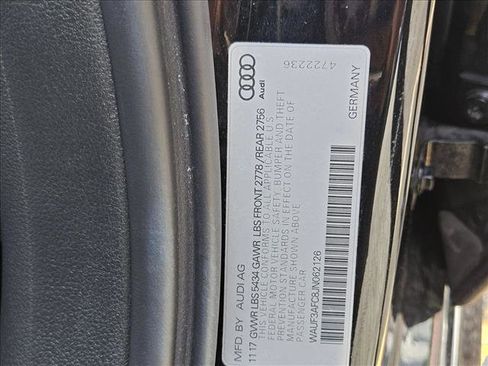 MFD BY AUDI AG
11 17 GVWR LBS 5434 GAWR LBS FRONT 2778 / REAR 2756
THIS VEHICLE CONFORMS TO ALL APPLICABLE U.S.
FEDERAL MOTOR VEHICLE SAFETY, BUMPER AND THEFT
PREVENTION STANDARDS IN EFFECT ON THE DATE OF
MANUFACTURE SHOWN ABOVE
WAUF3AFC8JN062126
PASSENGER CAR
4722236
Audi
GERMANY